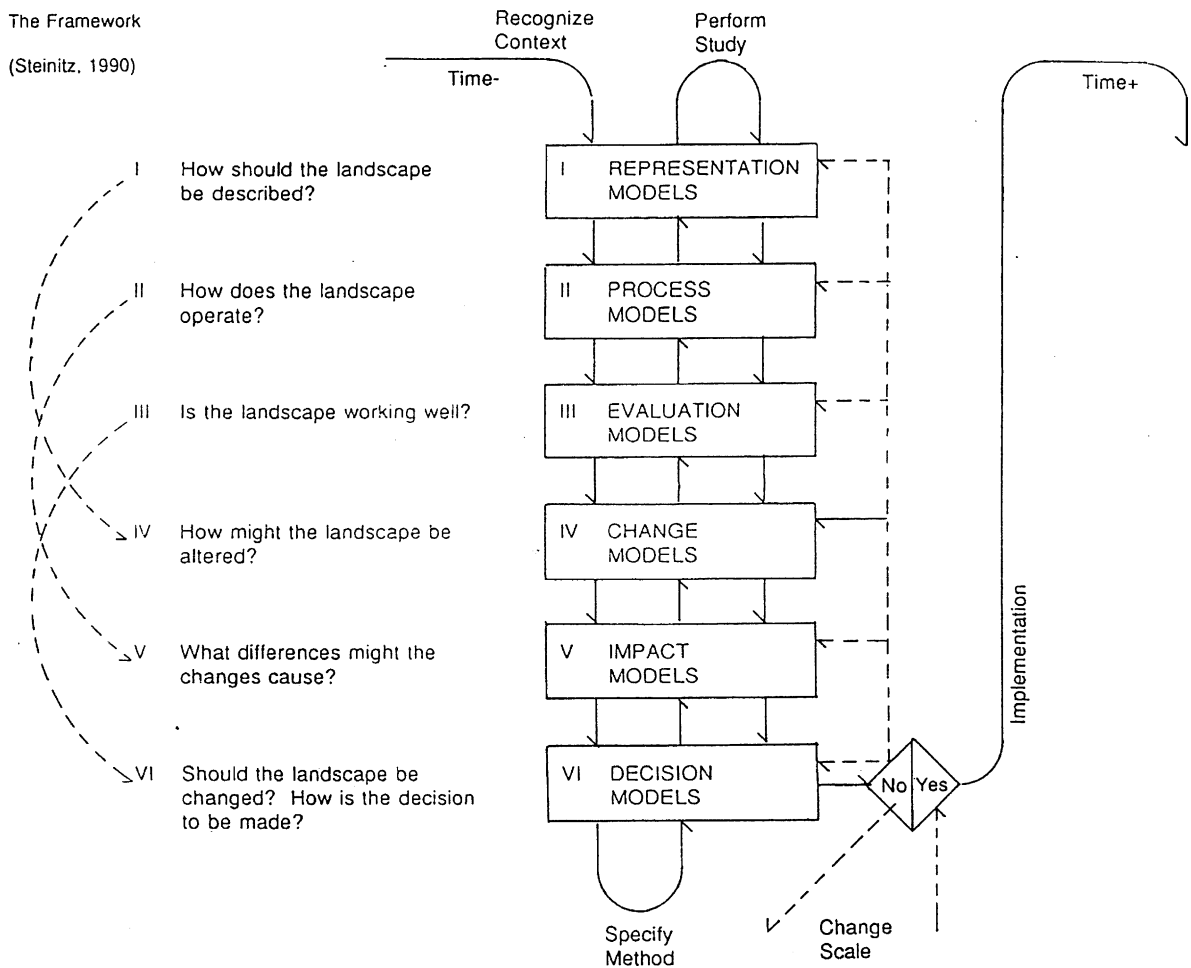 The Framework
(Steinitz, 1990)
Recognize
Context
Perform
Study
Time-
Time+
I How should the landscape
be described?
I REPRESENTATION
MODELS
II How does the landscape
operate?
II PROCESS
MODELS
III Is the landscape working well?
III EVALUATION
MODELS
IV How might the landscape be
altered?
IV CHANGE
MODELS
V What differences might the
changes cause?
V IMPACT
MODELS
Implementation
VI Should the landscape be
changed? How is the decision
to be made?
VI DECISION
MODELS
No Yes
Specify
Method
Change
Scale